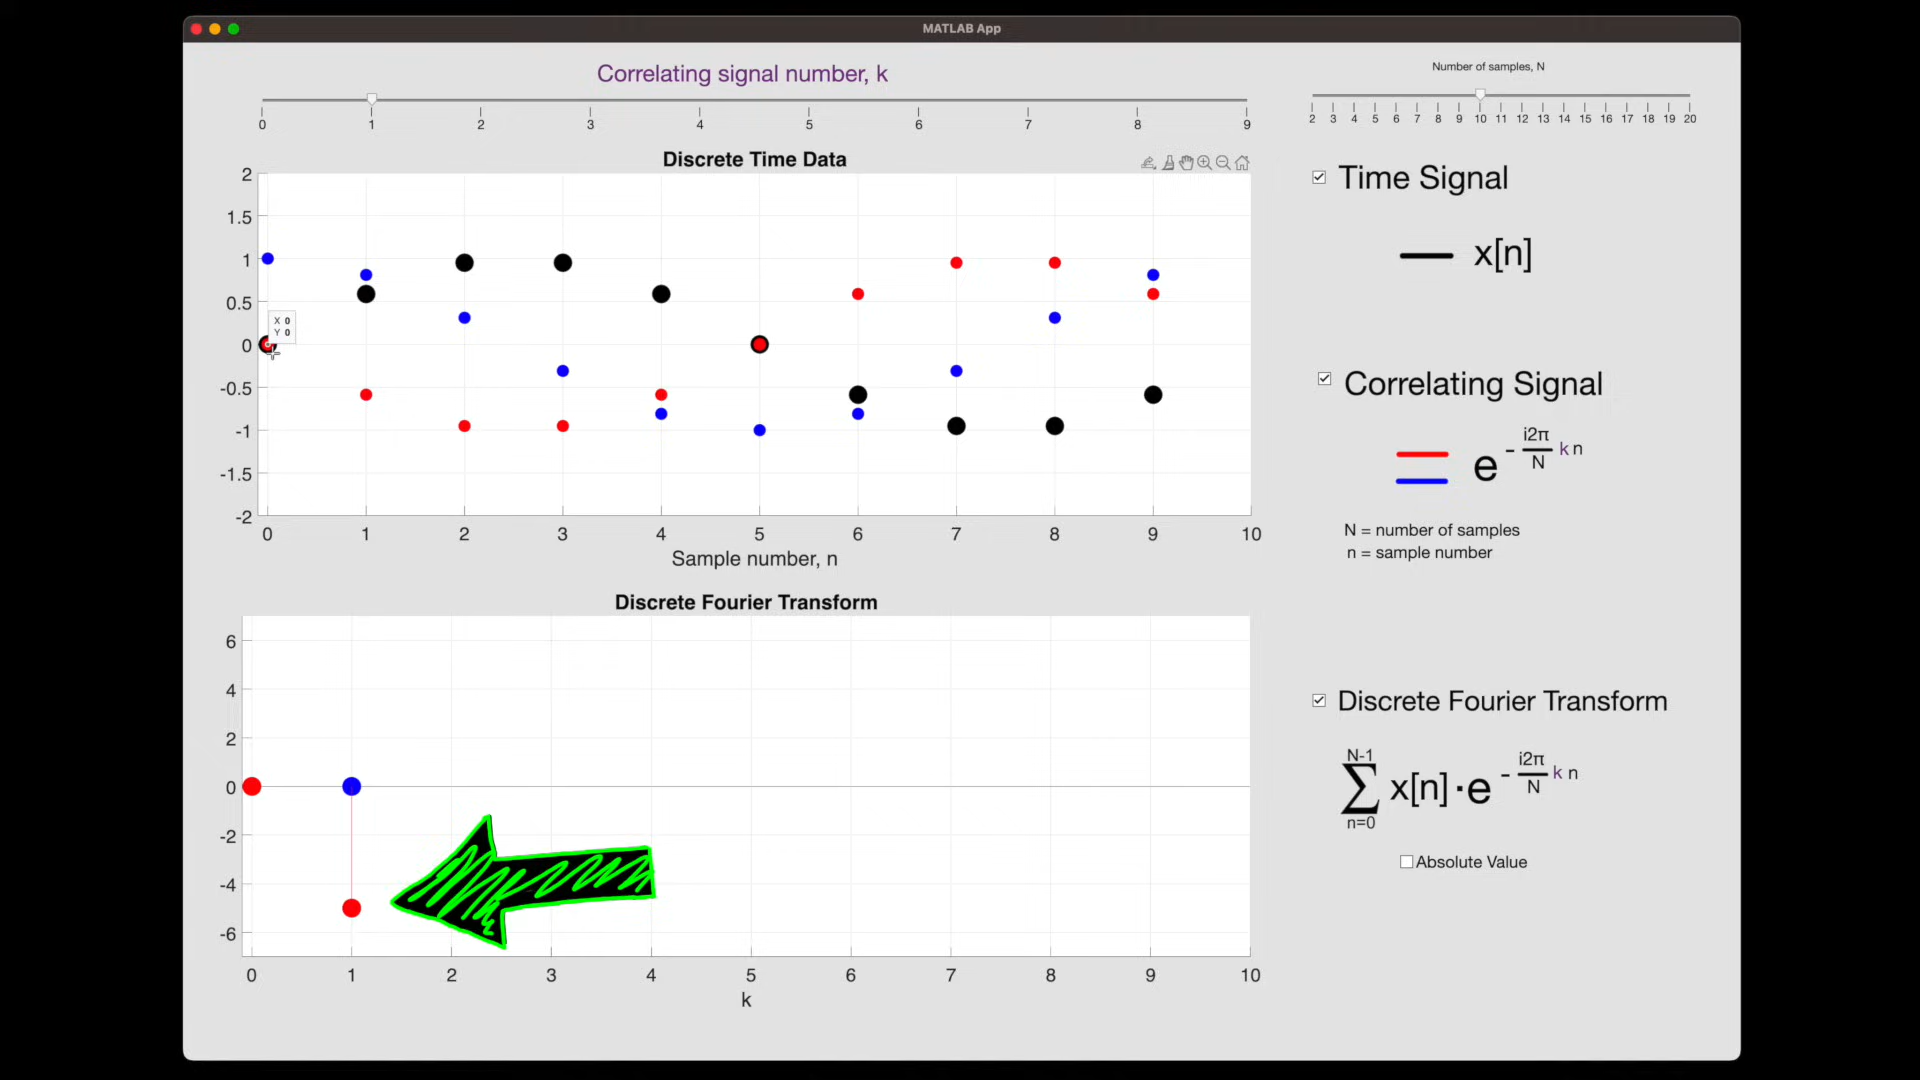 MATLAB App
Correlating signal number, k
0 1 2 3 4 5 6 7 8 9
Number of samples, N
2 3 4 5 6 7 8 9 10 11 12 13 14 15 16 17 18 19 20
Discrete Time Data
2
1.5
1
0.5
0
-0.5
-1
-1.5
-2
X 0
Y 0
0 1 2 3 4 5 6 7 8 9 10
Sample number, n
Time Signal
x[n]
Correlating Signal
e^{- \frac{i2π}{N} k n}
N = number of samples
n = sample number
Discrete Fourier Transform
6
4
2
0
-2
-4
-6
0 1 2 3 4 5 6 7 8 9 10
k
Discrete Fourier Transform
\sum_{n=0}^{N-1} x[n] · e^{- \frac{i2π}{N} k n}
Absolute Value